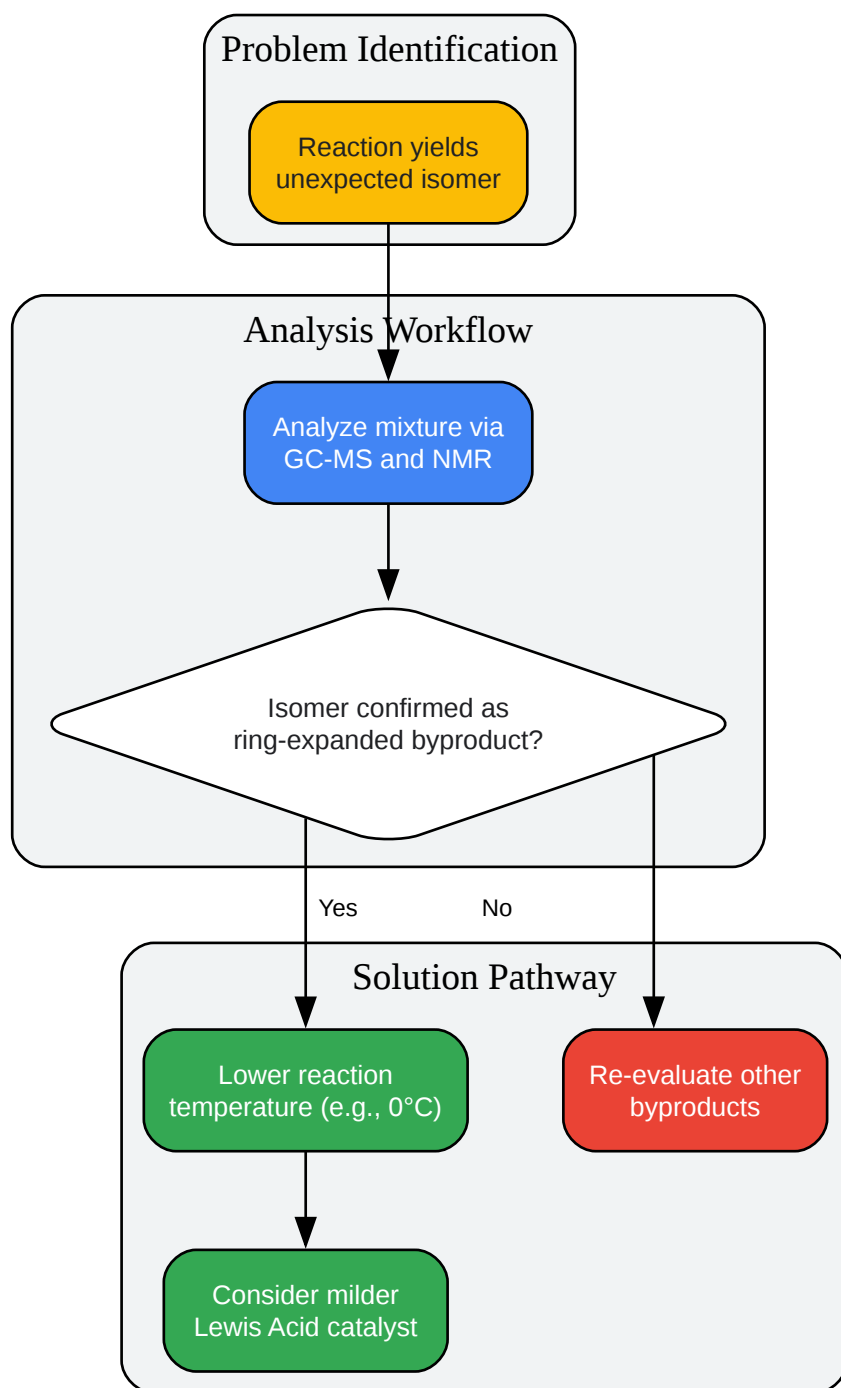 Problem Identification
Reaction yields
unexpected isomer
Analysis Workflow
Analyze mixture via
GC-MS and NMR
Isomer confirmed as
ring-expanded byproduct?
Yes
No
Solution Pathway
Lower reaction
temperature (e.g., 0°C)
Re-evaluate other
byproducts
Consider milder
Lewis Acid catalyst